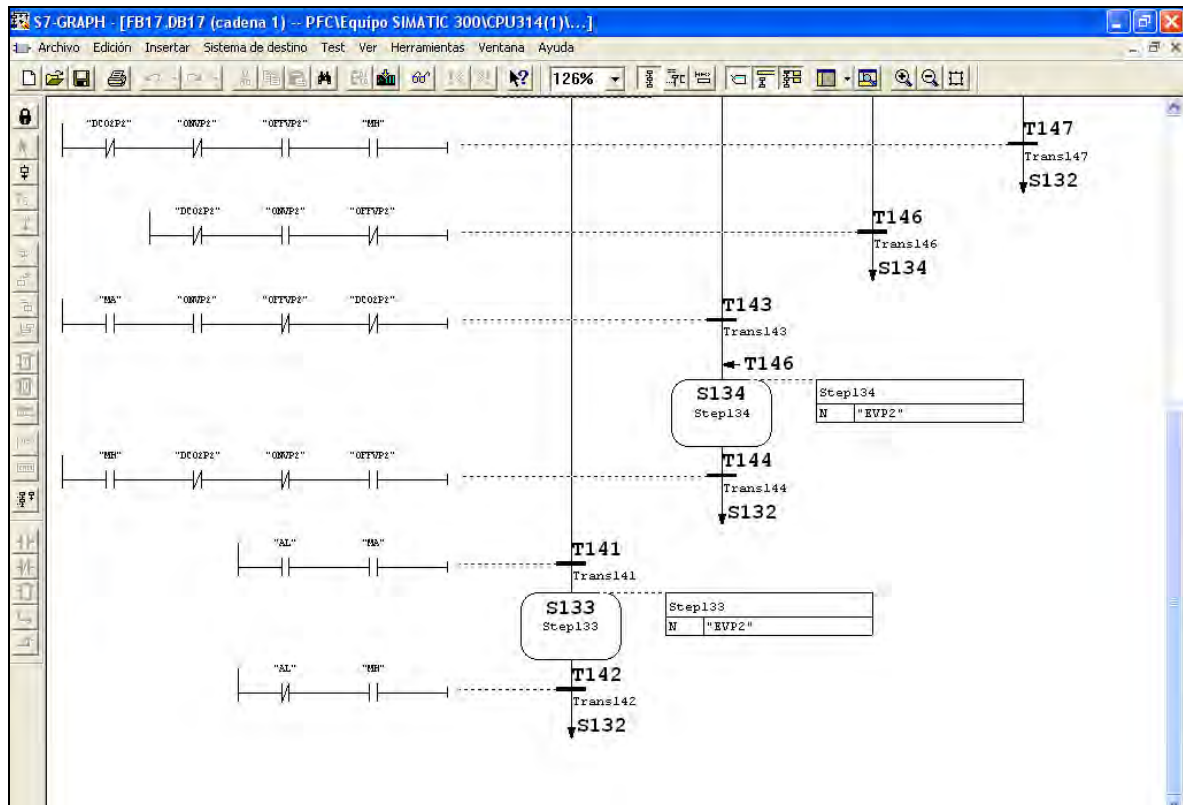 S7-GRAPH - [FB17.DB17 (cadena 1) -- PFC\Equipo SIMATIC 300\CPU314(1)\...]
Archivo Edición Insertar Sistema de destino Test Ver Herramientas Ventana Ayuda
126%
"DCO2P2" "ONVP2" "OFFVP2" "MH"
T147
Trans147
S132
"DCO2P2" "ONVP2" "OFFVP2"
T146
Trans146
S134
"MA" "ONVP2" "OFFVP2" "DCO2P2"
T143
Trans143
T146
S134
Step134
Step134
N "EVP2"
"MH" "DCO2P2" "ONVP2" "OFFVP2"
T144
Trans144
S132
"AL" "MA"
T141
Trans141
S133
Step133
Step133
N "EVP2"
"AL" "MH"
T142
Trans142
S132